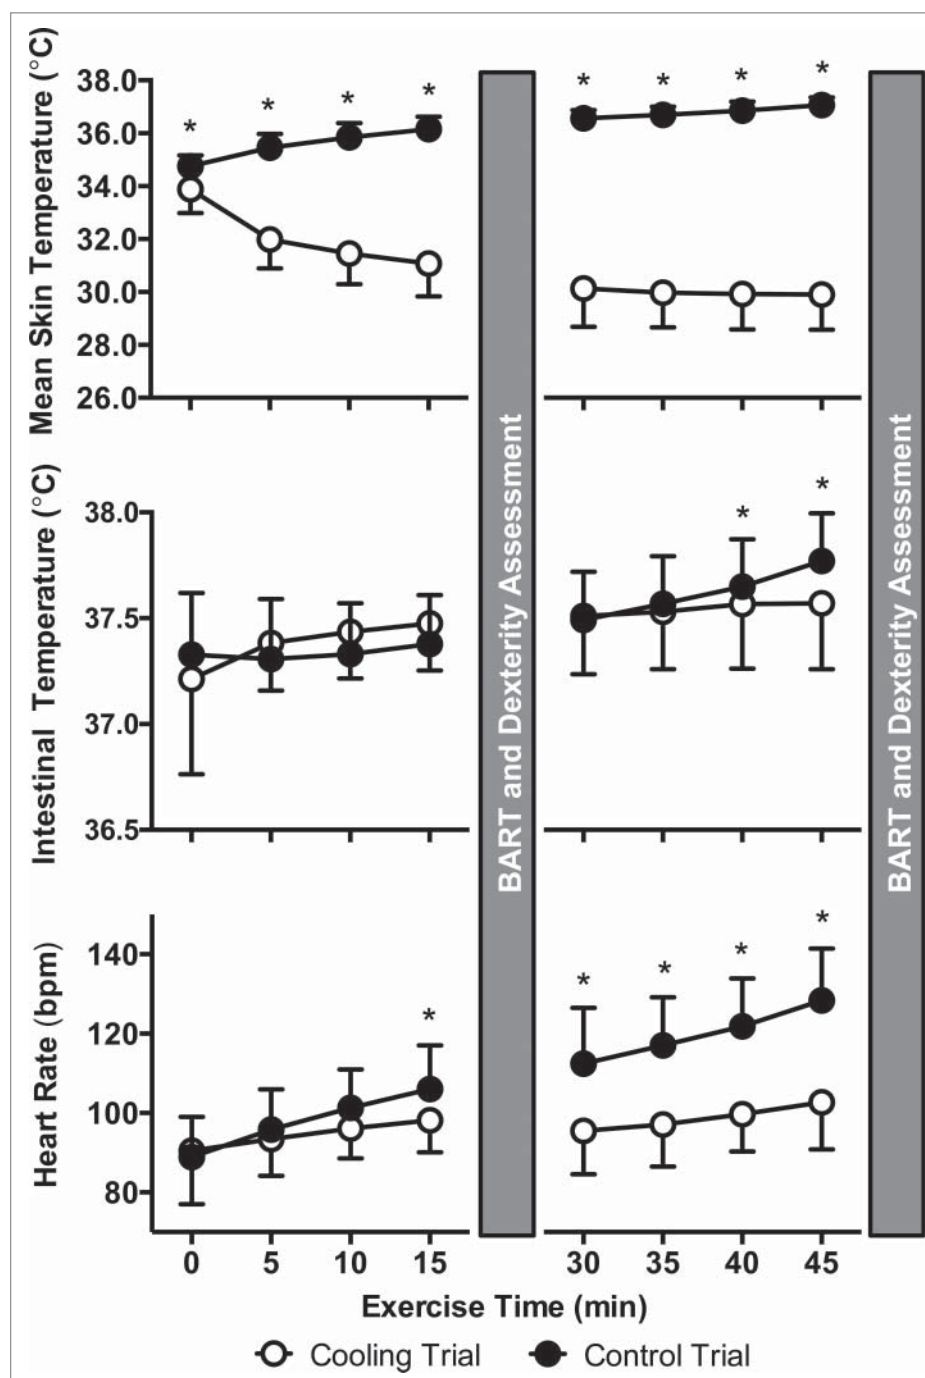 Mean Skin Temperature (°C)
38.0
36.0
34.0
32.0
30.0
28.0
26.0
* * * *
* * * *
Intestinal Temperature (°C)
38.0
37.5
37.0
36.5
* *
Heart Rate (bpm)
140
120
100
80
*
* * * *
BART and Dexterity Assessment
BART and Dexterity Assessment
0 5 10 15 30 35 40 45
Exercise Time (min)
Cooling Trial Control Trial